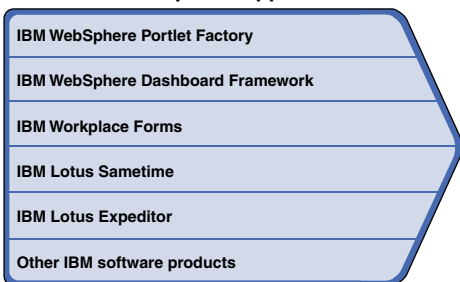 IBM WebSphere Portlet Factory
IBM WebSphere Dashboard Framework
IBM Workplace Forms
IBM Lotus Sametime
IBM Lotus Expeditor
Other IBM software products